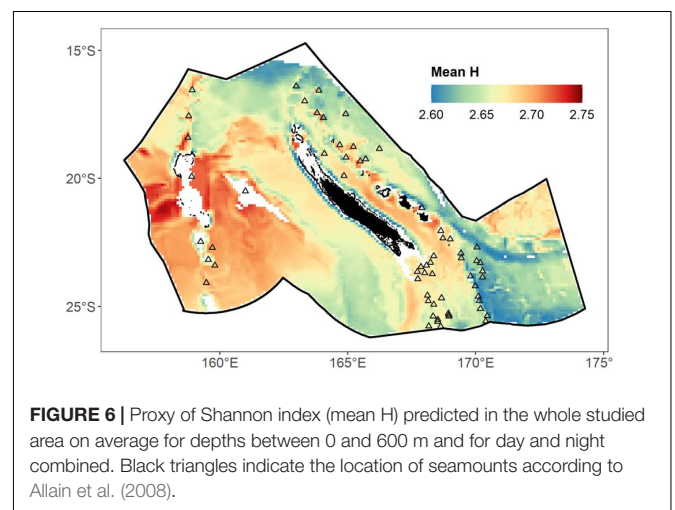 15°S
20°S
25°S
Mean H
2.60 2.65 2.70 2.75
160°E 165°E 170°E 175°
FIGURE 6 | Proxy of Shannon index (mean H) predicted in the whole studied
area on average for depths between 0 and 600 m and for day and night
combined. Black triangles indicate the location of seamounts according to
Allain et al. (2008).